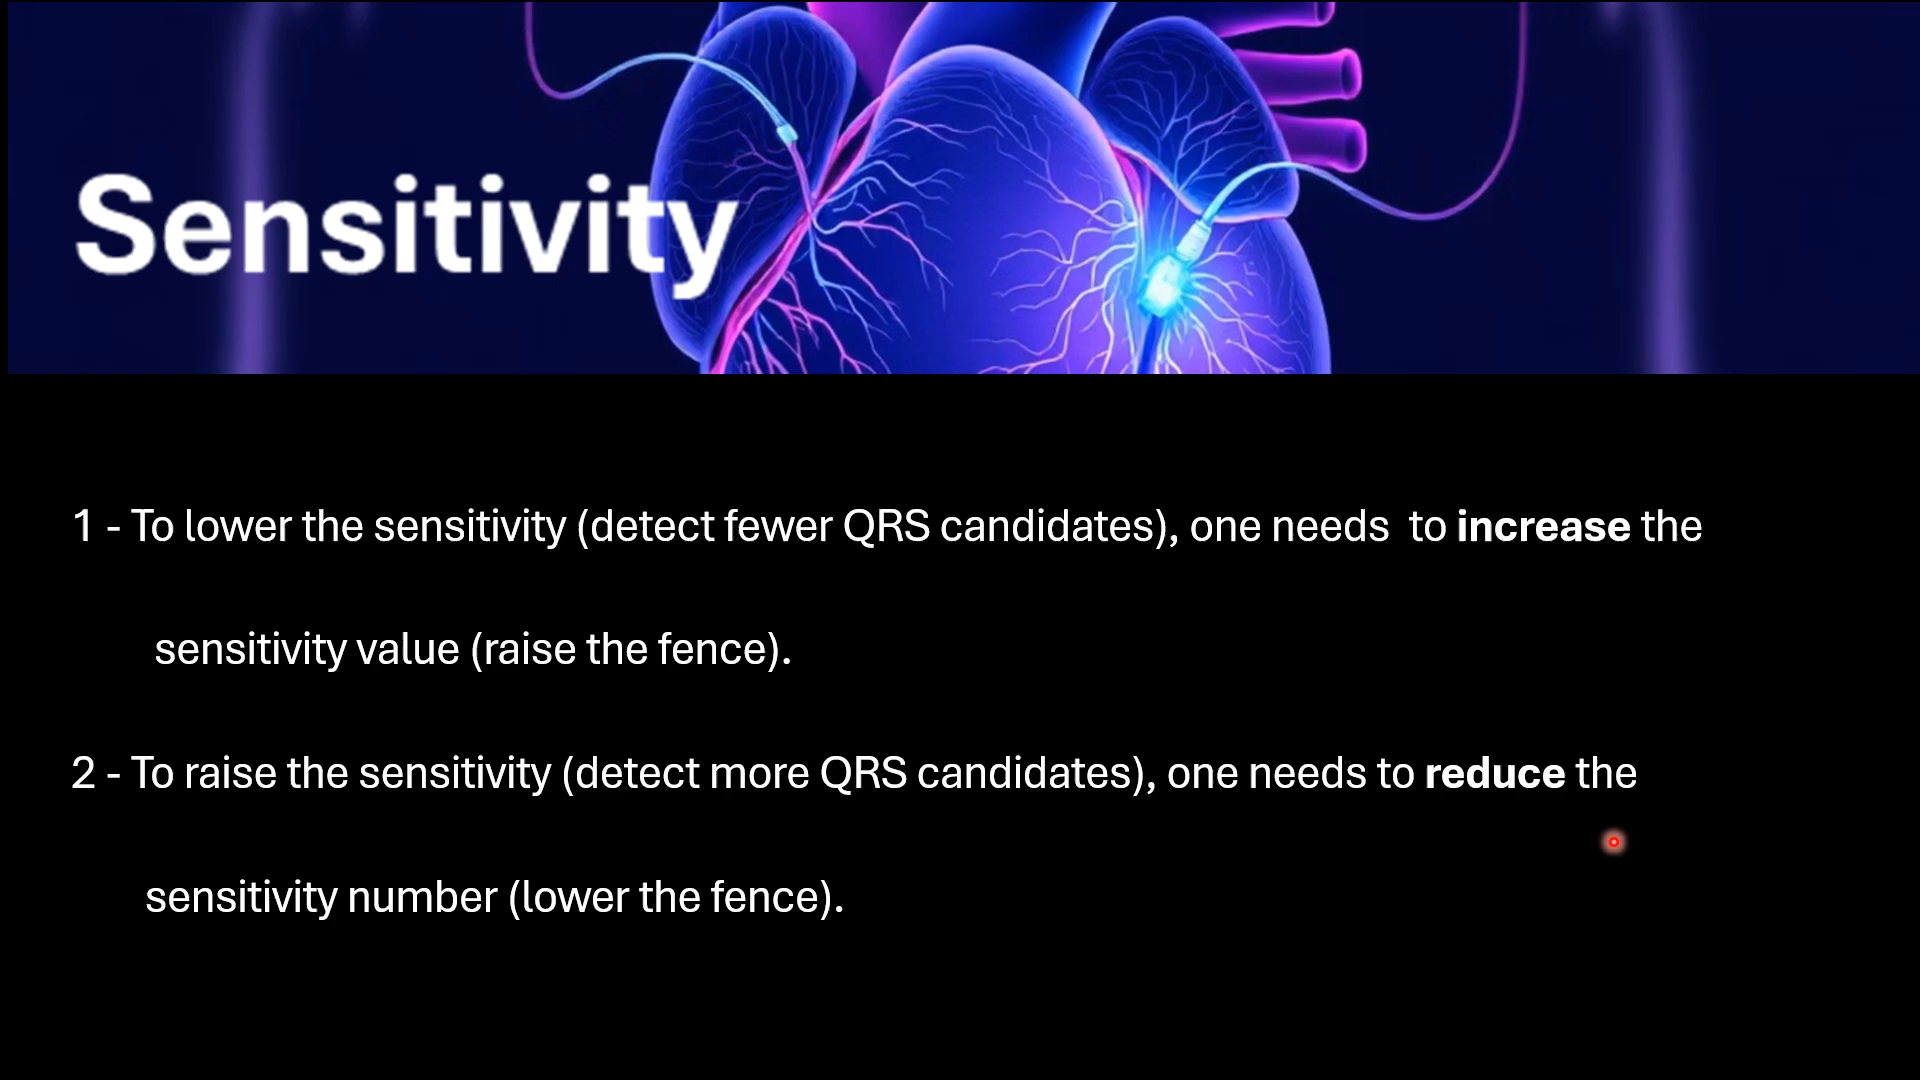 Sensitivity
1 - To lower the sensitivity (detect fewer QRS candidates), one needs  to increase the
sensitivity value (raise the fence).
2 - To raise the sensitivity (detect more QRS candidates), one needs to reduce the
sensitivity number (lower the fence).